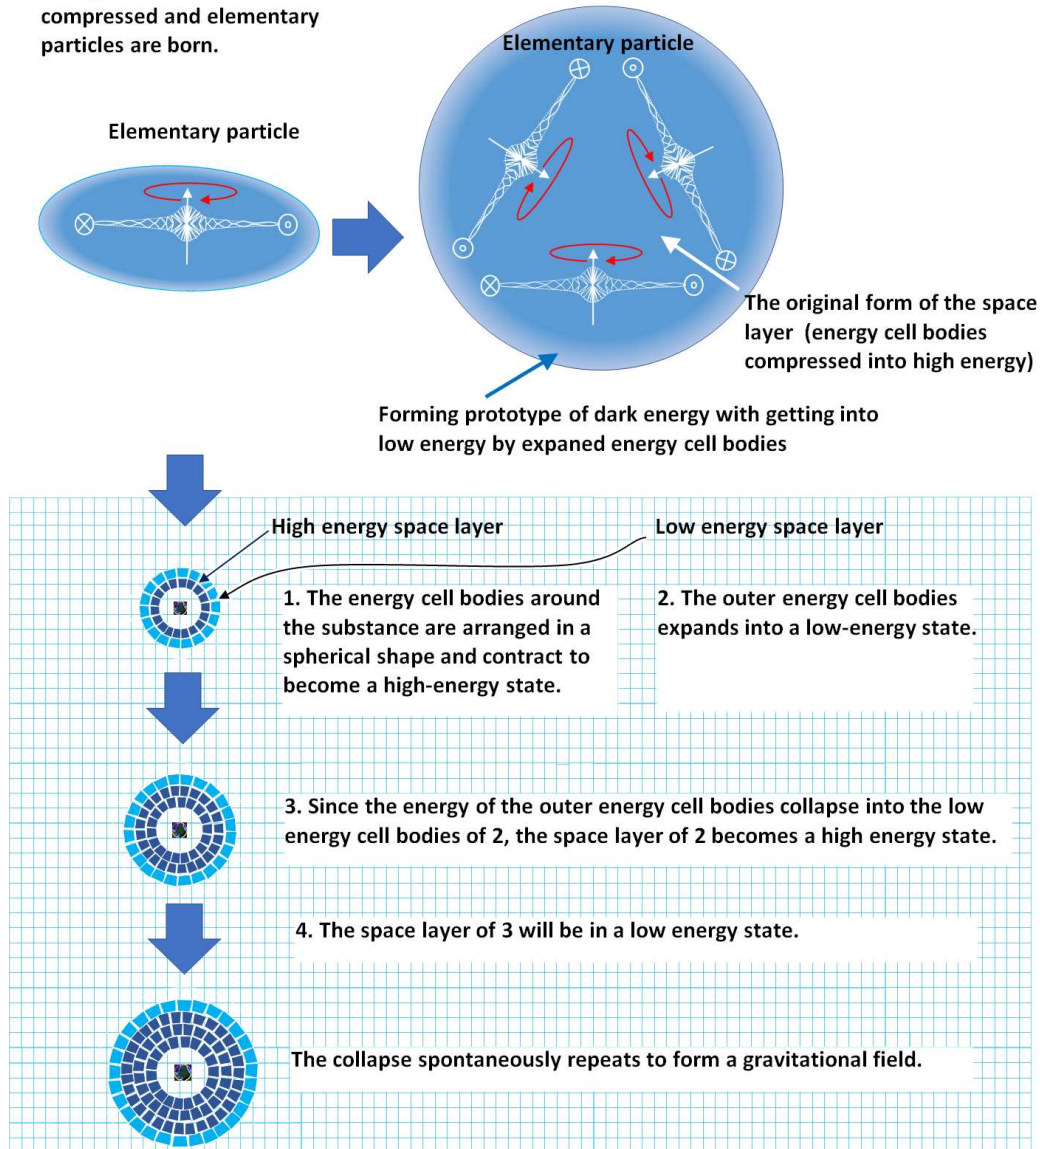 compressed and elementary
particles are born.
Elementary particle
Elementary particle
The original form of the space
layer (energy cell bodies
compressed into high energy)
Forming prototype of dark energy with getting into
low energy by expaned energy cell bodies
High energy space layer
Low energy space layer
1. The energy cell bodies around
the substance are arranged in a
spherical shape and contract to
become a high-energy state.
2. The outer energy cell bodies
expands into a low-energy state.
3. Since the energy of the outer energy cell bodies collapse into the low
energy cell bodies of 2, the space layer of 2 becomes a high energy state.
4. The space layer of 3 will be in a low energy state.
The collapse spontaneously repeats to form a gravitational field.